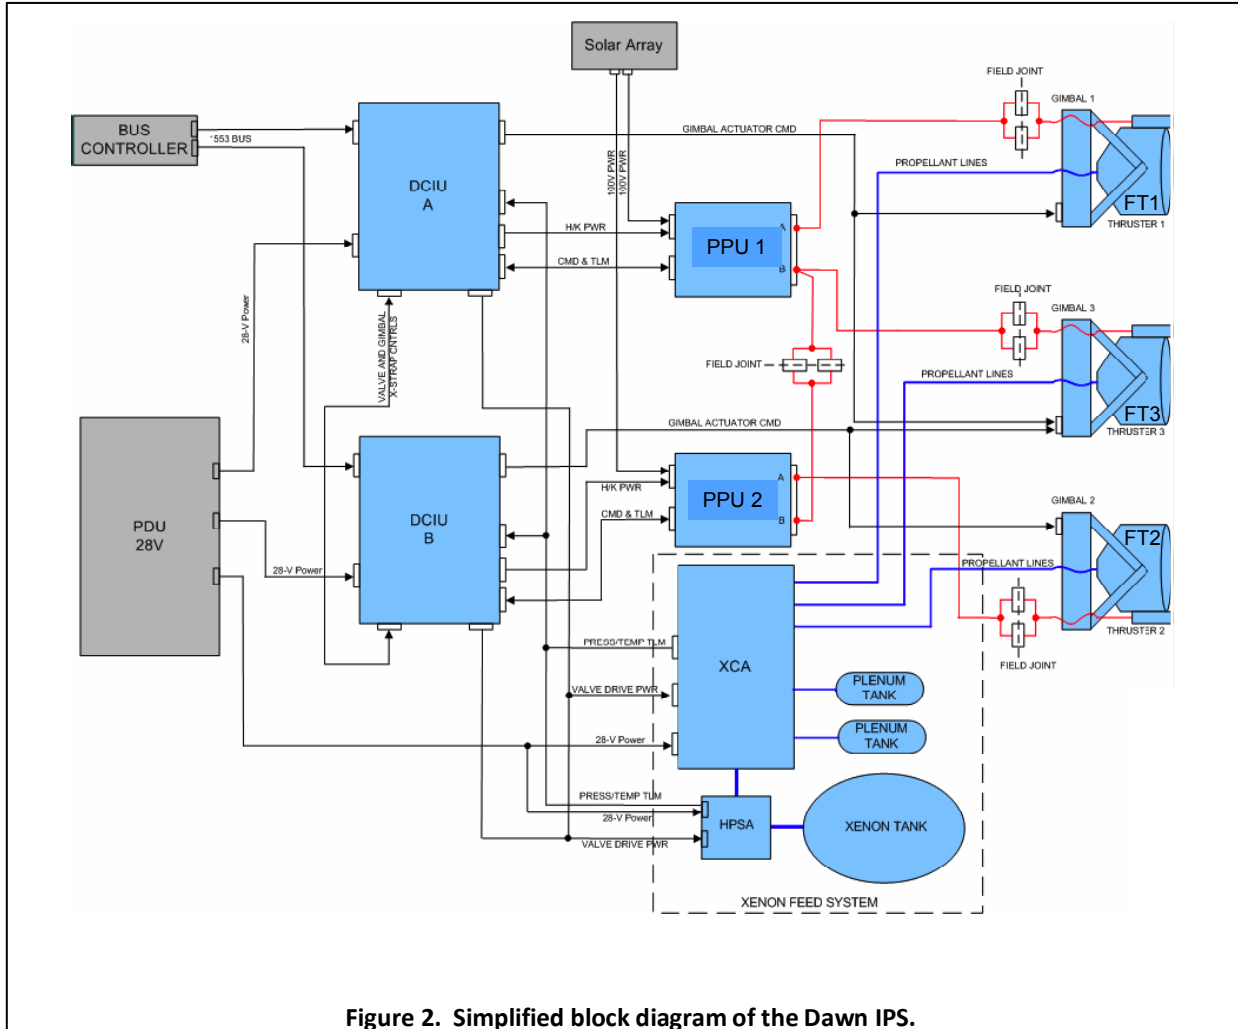 Solar Array
FIELD JOINT
GIMBAL 1
BUS
CONTROLLER
'553 BUS
GIMBAL ACTUATOR CMD
PROPELLANT LINES
100V PWR
100V PWR
DCIU
A
FT1
THRUSTER 1
H/K PWR
PPU 1
A
B
CMD & TLM
FIELD JOINT
GIMBAL 3
28-V Power
VALVE AND GIMBAL
X-STRAP CNTRLS
FIELD JOINT
PROPELLANT LINES
FT3
THRUSTER 3
GIMBAL ACTUATOR CMD
H/K PWR
PPU 2
A
B
GIMBAL 2
CMD & TLM
DCIU
B
PDU
28V
FT2
28-V Power
PROPELLANT LINES
THRUSTER 2
PRESS/TEMP TLM
XCA
FIELD JOINT
VALVE DRIVE PWR
PLENUM
TANK
28-V Power
PLENUM
TANK
PRESS/TEMP TLM
28-V Power
HPSA
XENON TANK
VALVE DRIVE PWR
XENON FEED SYSTEM
Figure 2. Simplified block diagram of the Dawn IPS.